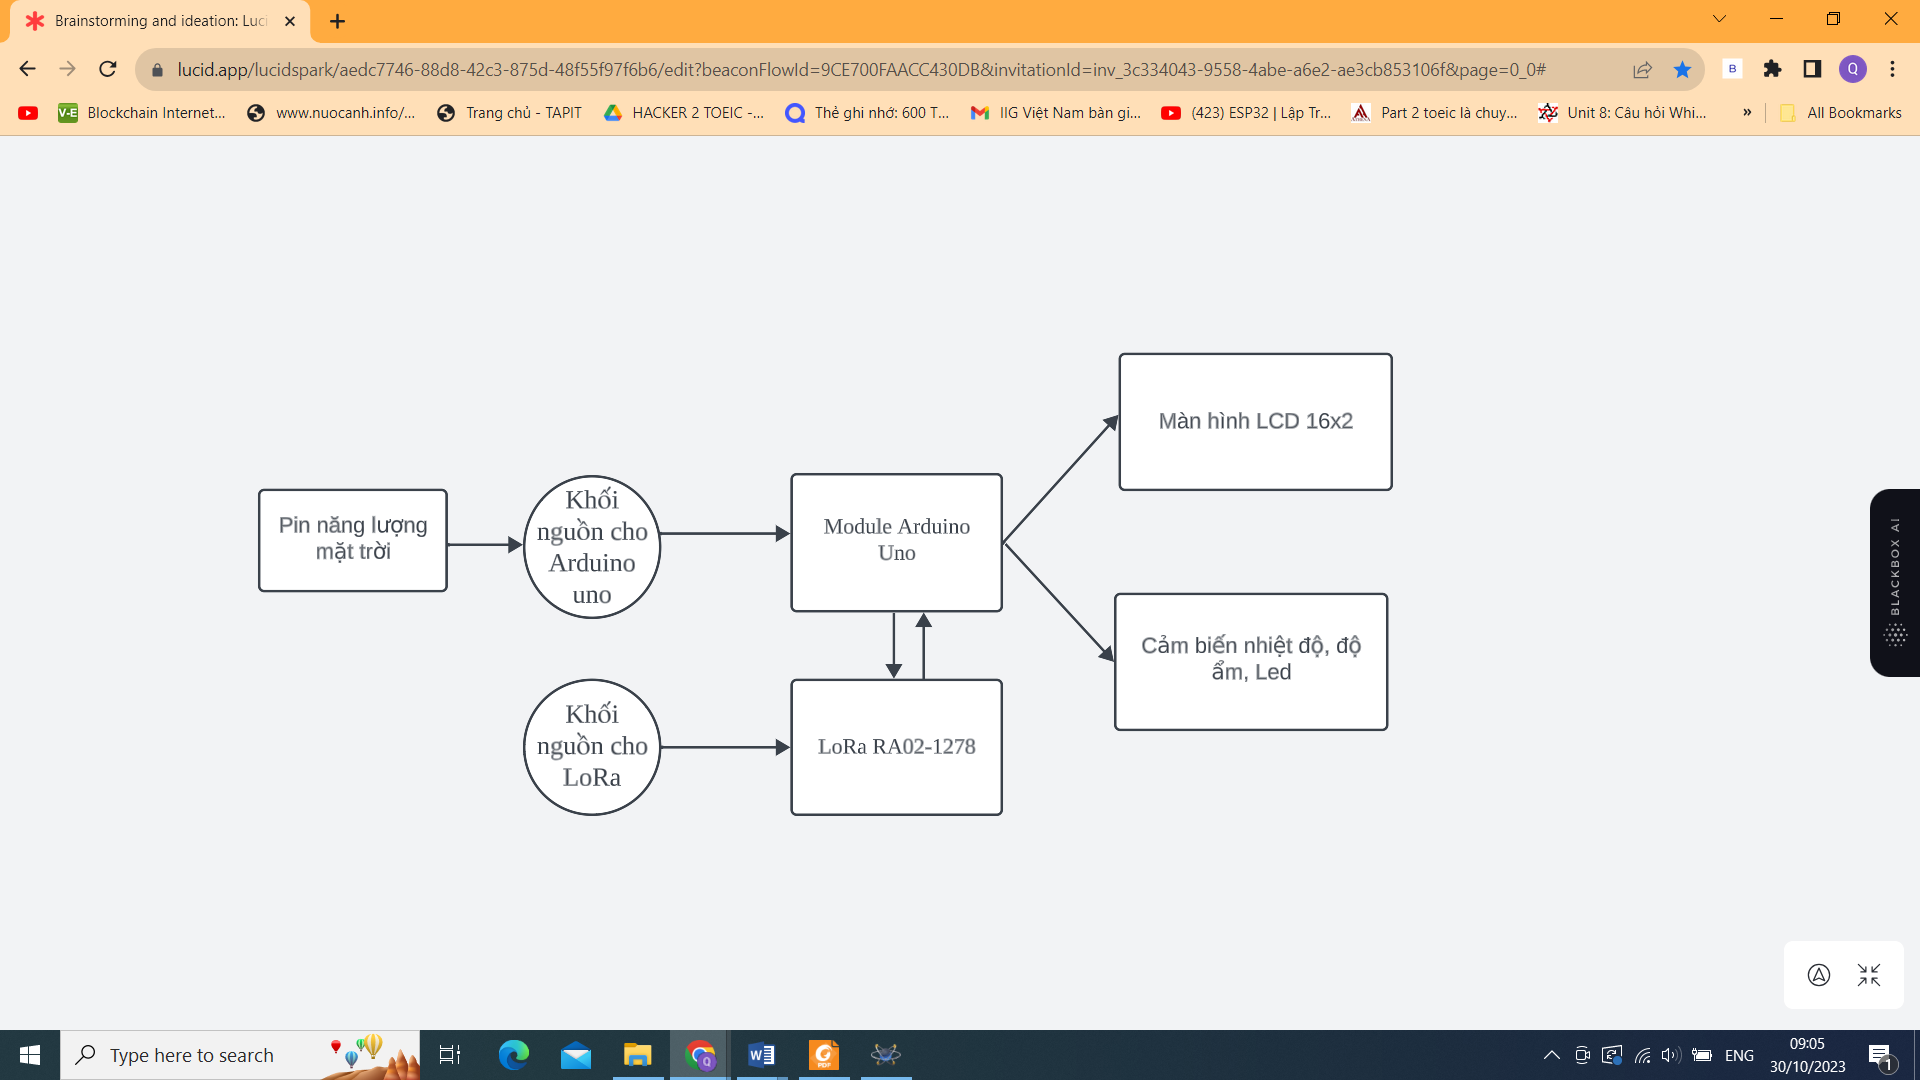 Brainstorming and ideation: Luci
lucid.app/lucidspark/aedc7746-88d8-42c3-875d-48f55f97f6b6/edit?beaconFlowId=9CE700FAACC430DB&invitationId=inv_3c334043-9558-4abe-a6e2-ae3cb853106f&page=0_0#
B
Q
V-E
Blockchain Internet...
www.nuocanh.info/...
Trang chủ - TAPIT
HACKER 2 TOEIC -...
Thẻ ghi nhớ: 600 T...
IIG Việt Nam bàn gi...
(423) ESP32 | Lập Tr...
Part 2 toeic là chuy...
Unit 8: Câu hỏi Whi...
»
All Bookmarks
Pin năng lượng
mặt trời
Khối
nguồn cho
Arduino
uno
Module Arduino
Uno
Màn hình LCD 16x2
Cảm biến nhiệt độ, độ
ẩm, Led
Khối
nguồn cho
LoRa
LoRa RA02-1278
BLACKBOX AI
Type here to search
Q
W
PDF
ENG
09:05
30/10/2023
1